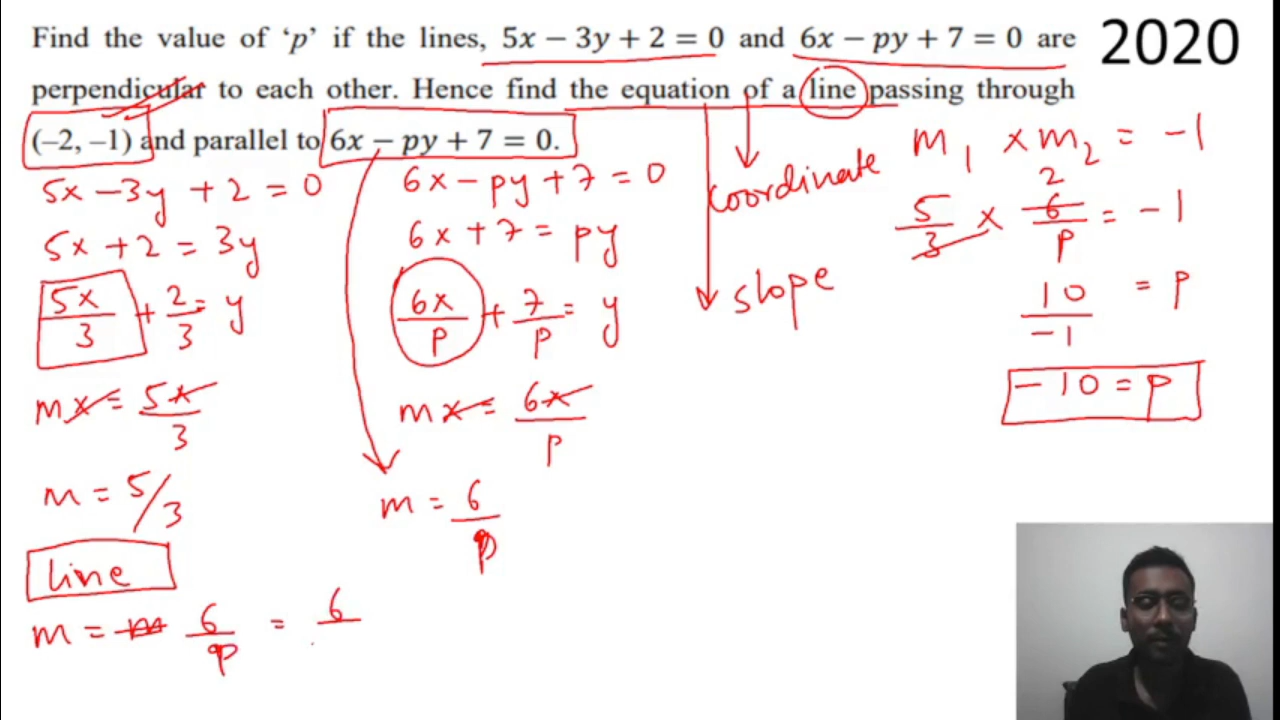 Find the value of ‘p’ if the lines, 5x − 3y + 2 = 0 and 6x − py + 7 = 0 are
perpendicular to each other. Hence find the equation of a line passing through
(−2, −1) and parallel to 6x − py + 7 = 0.
2020
5x − 3y + 2 = 0
5x + 2 = 3y
5x/3 + 2/3 = y
mx = 5x/3
m = 5/3
line
m = m 6/p = 6
6x − py + 7 = 0
6x + 7 = py
6x/p + 7/p = y
mx = 6x/p
m = 6/p
coordinate
slope
m₁ × m₂ = −1
2
5/3 × 6/p = −1
10/−1 = p
−10 = p